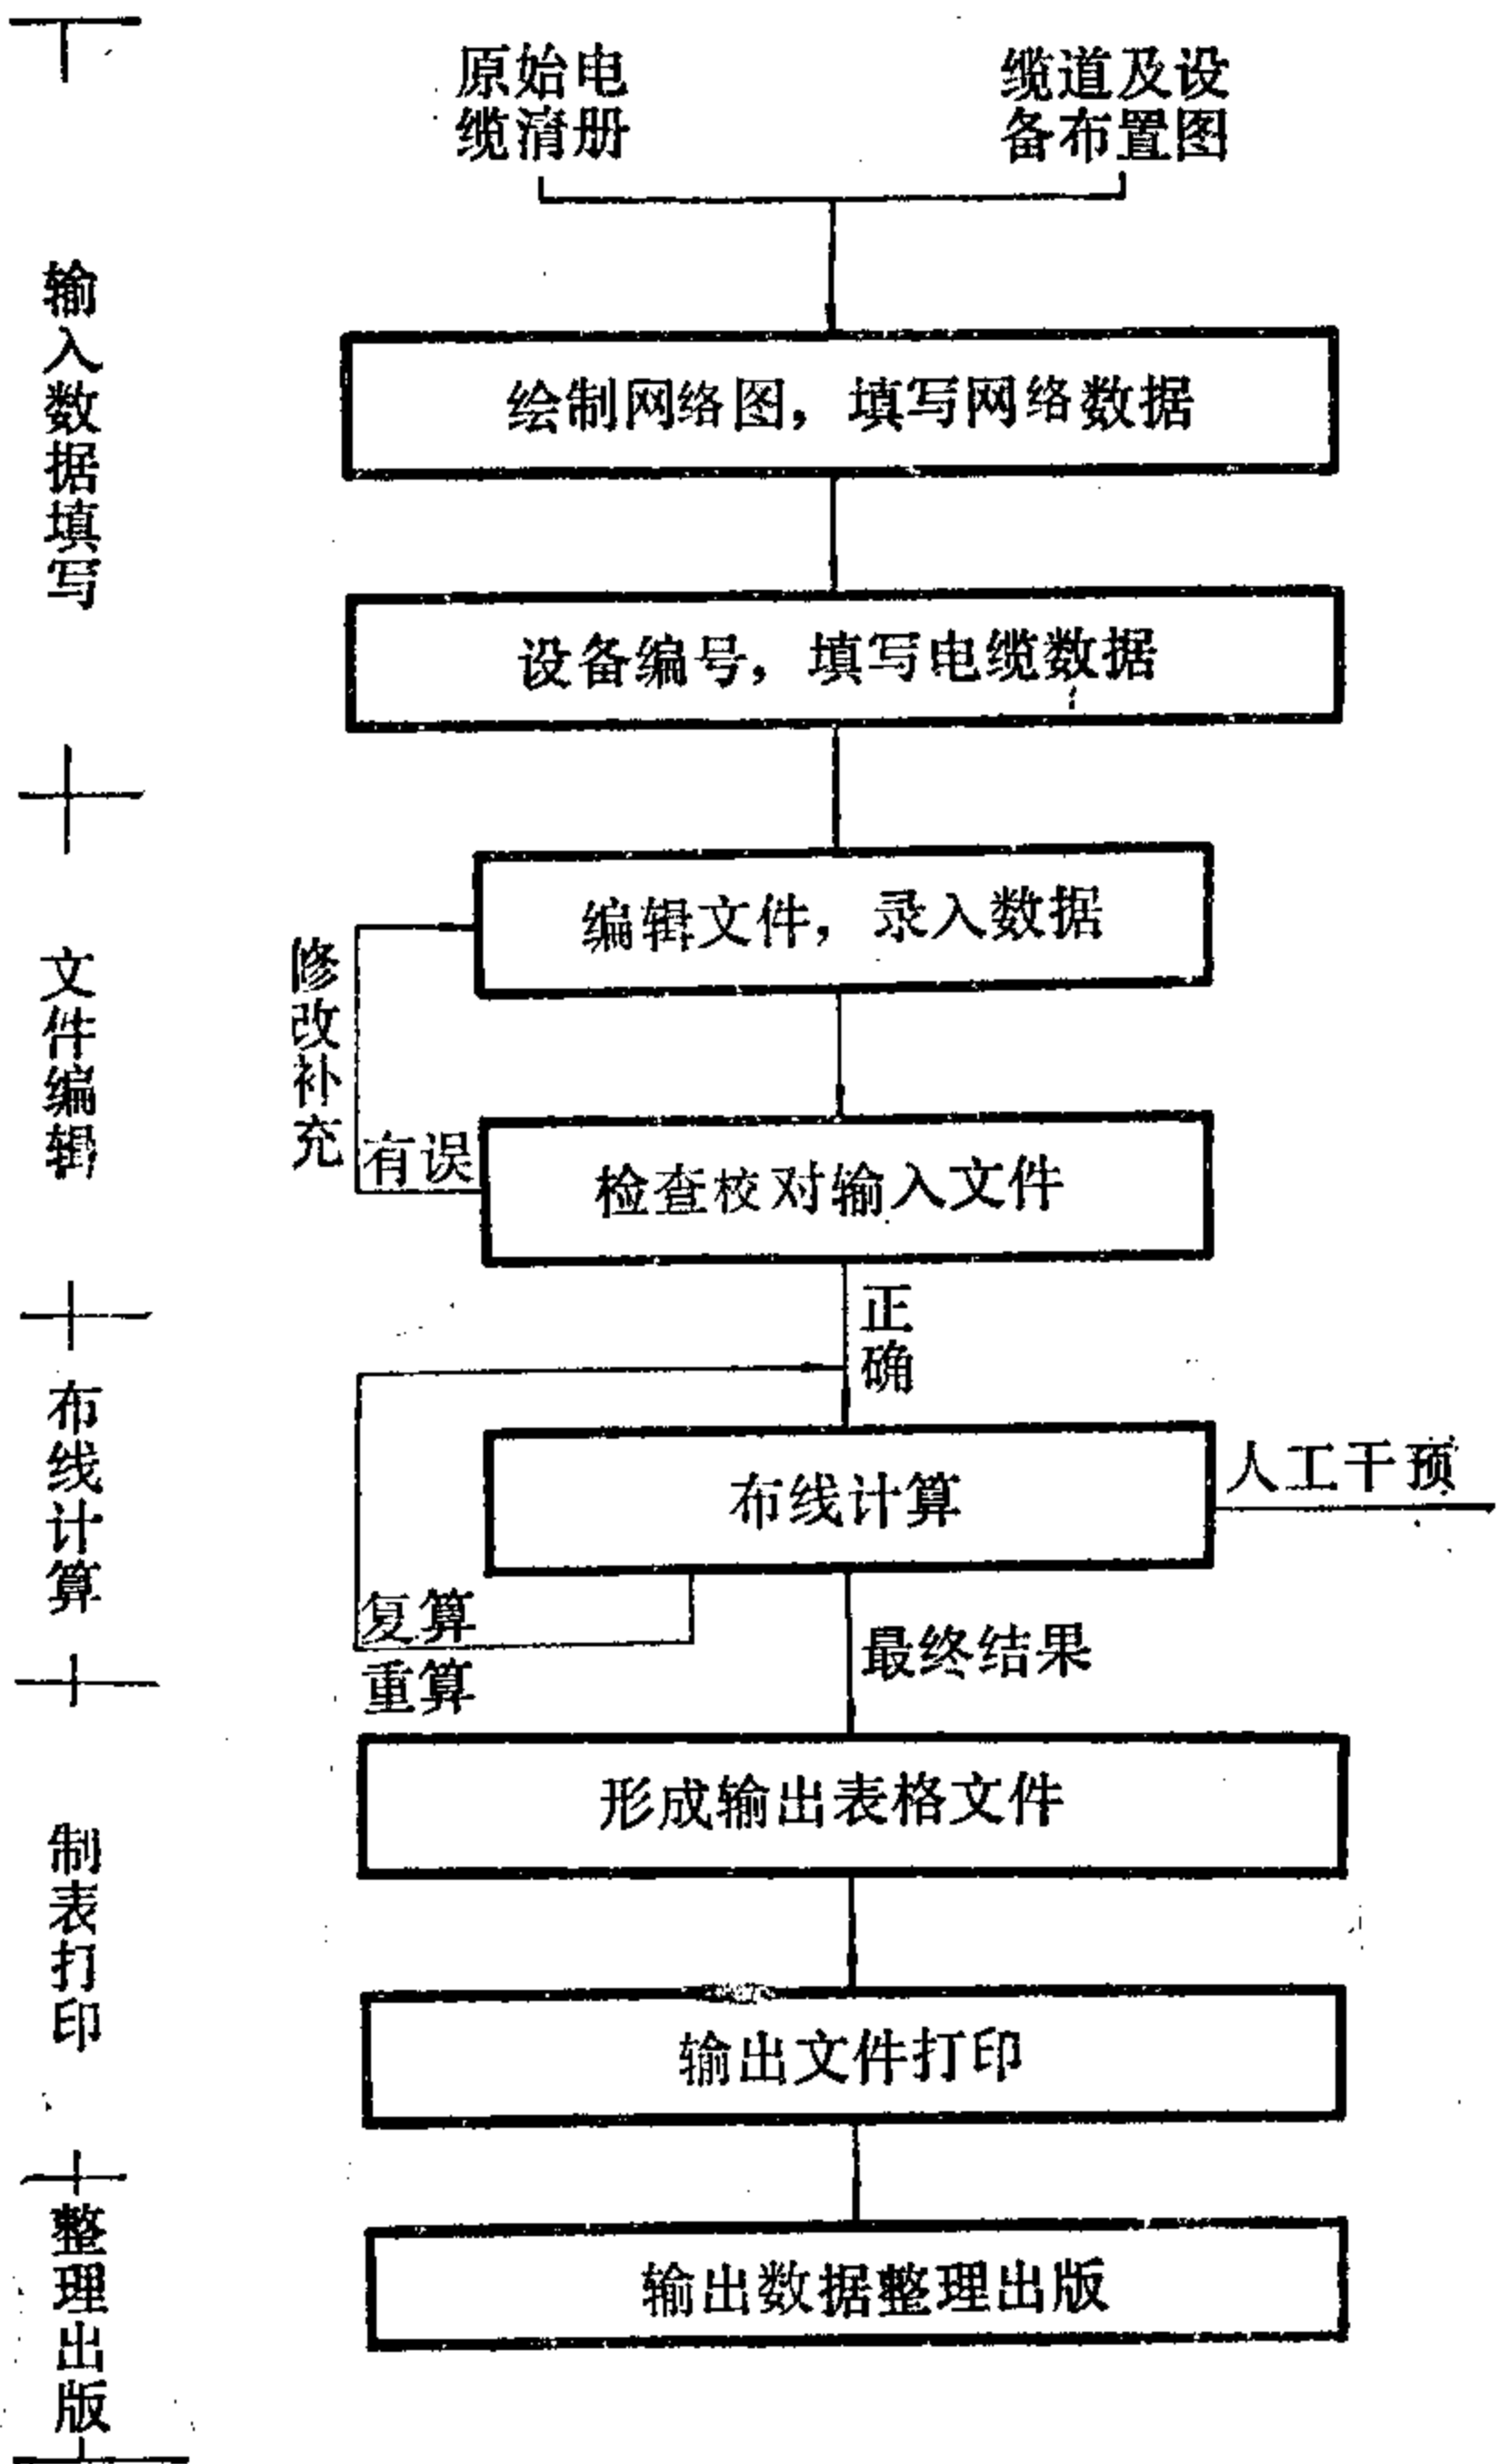 原始电
缆清册
缆道及设
备布置图
输入数据填写
绘制网络图，填写网络数据
设备编号，填写电缆数据
文件编辑
编辑文件，录入数据
修改补充
有误
检查校对输入文件
正确
布线计算
布线计算
人工干预
复算
重算
最终结果
制表打印
形成输出表格文件
输出文件打印
整理出版
输出数据整理出版